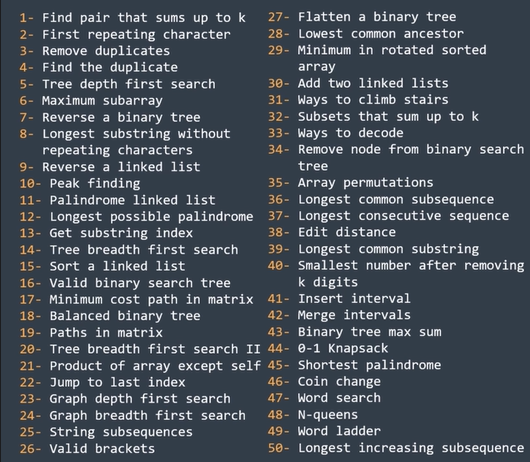 1- Find pair that sums up to k
2- First repeating character
3- Remove duplicates
4- Find the duplicate
5- Tree depth first search
6- Maximum subarray
7- Reverse a binary tree
8- Longest substring without
repeating characters
9- Reverse a linked list
10- Peak finding
11- Palindrome linked list
12- Longest possible palindrome
13- Get substring index
14- Tree breadth first search
15- Sort a linked list
16- Valid binary search tree
17- Minimum cost path in matrix
18- Balanced binary tree
19- Paths in matrix
20- Tree breadth first search II
21- Product of array except self
22- Jump to last index
23- Graph depth first search
24- Graph breadth first search
25- String subsequences
26- Valid brackets
27- Flatten a binary tree
28- Lowest common ancestor
29- Minimum in rotated sorted
array
30- Add two linked lists
31- Ways to climb stairs
32- Subsets that sum up to k
33- Ways to decode
34- Remove node from binary search
tree
35- Array permutations
36- Longest common subsequence
37- Longest consecutive sequence
38- Edit distance
39- Longest common substring
40- Smallest number after removing
k digits
41- Insert interval
42- Merge intervals
43- Binary tree max sum
44- 0-1 Knapsack
45- Shortest palindrome
46- Coin change
47- Word search
48- N-queens
49- Word ladder
50- Longest increasing subsequence